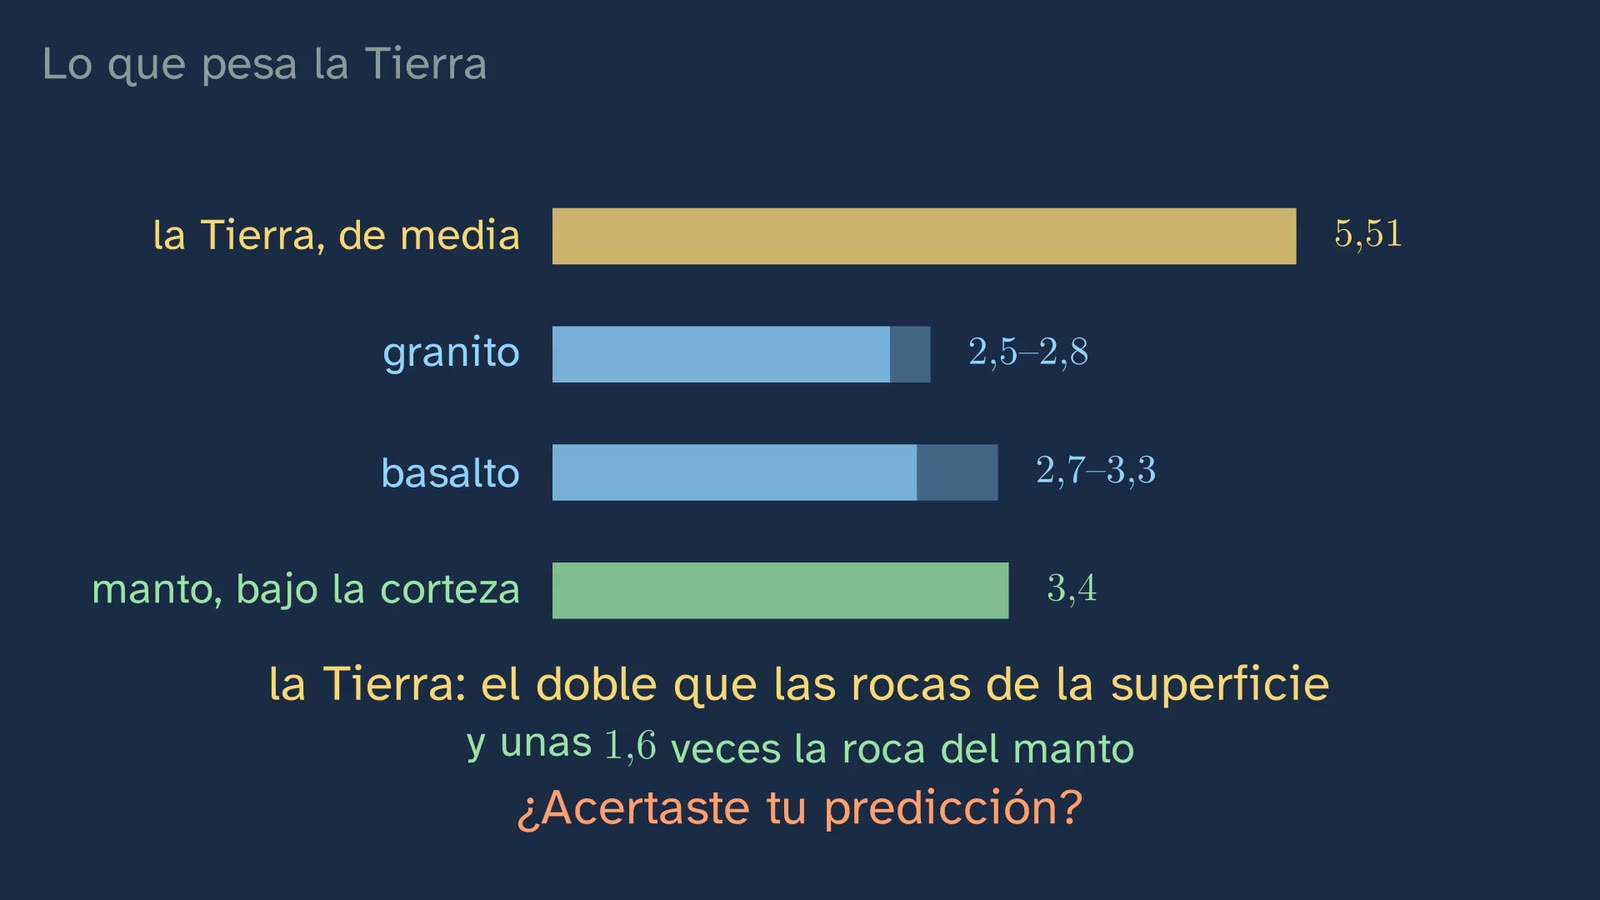 Lo que pesa la Tierra
la Tierra, de media 5,51
granito 2,5–2,8
basalto 2,7–3,3
manto, bajo la corteza 3,4
la Tierra: el doble que las rocas de la superficie
y unas 1,6 veces la roca del manto
¿Acertaste tu predicción?